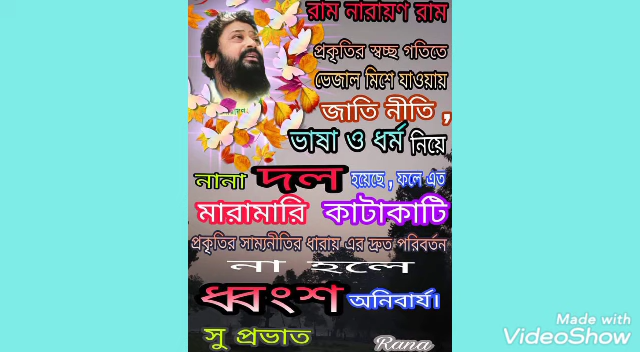 রাম নারায়ণ রাম
প্রকৃতির স্বচ্ছ গতিতে
ভেজাল মিশে যাওয়ায়
জাতি নীতি ,
ভাষা ও ধর্ম নিয়ে
নানা দল হয়েছে , ফলে এত
মারামারি কাটাকাটি
প্রকৃতির সাম্যনীতির ধারায় এর দ্রুত পরিবর্তন
না হলে
ধ্বংশ অনিবার্য।
সু প্রভাত
Rana
Made with
VideoShow